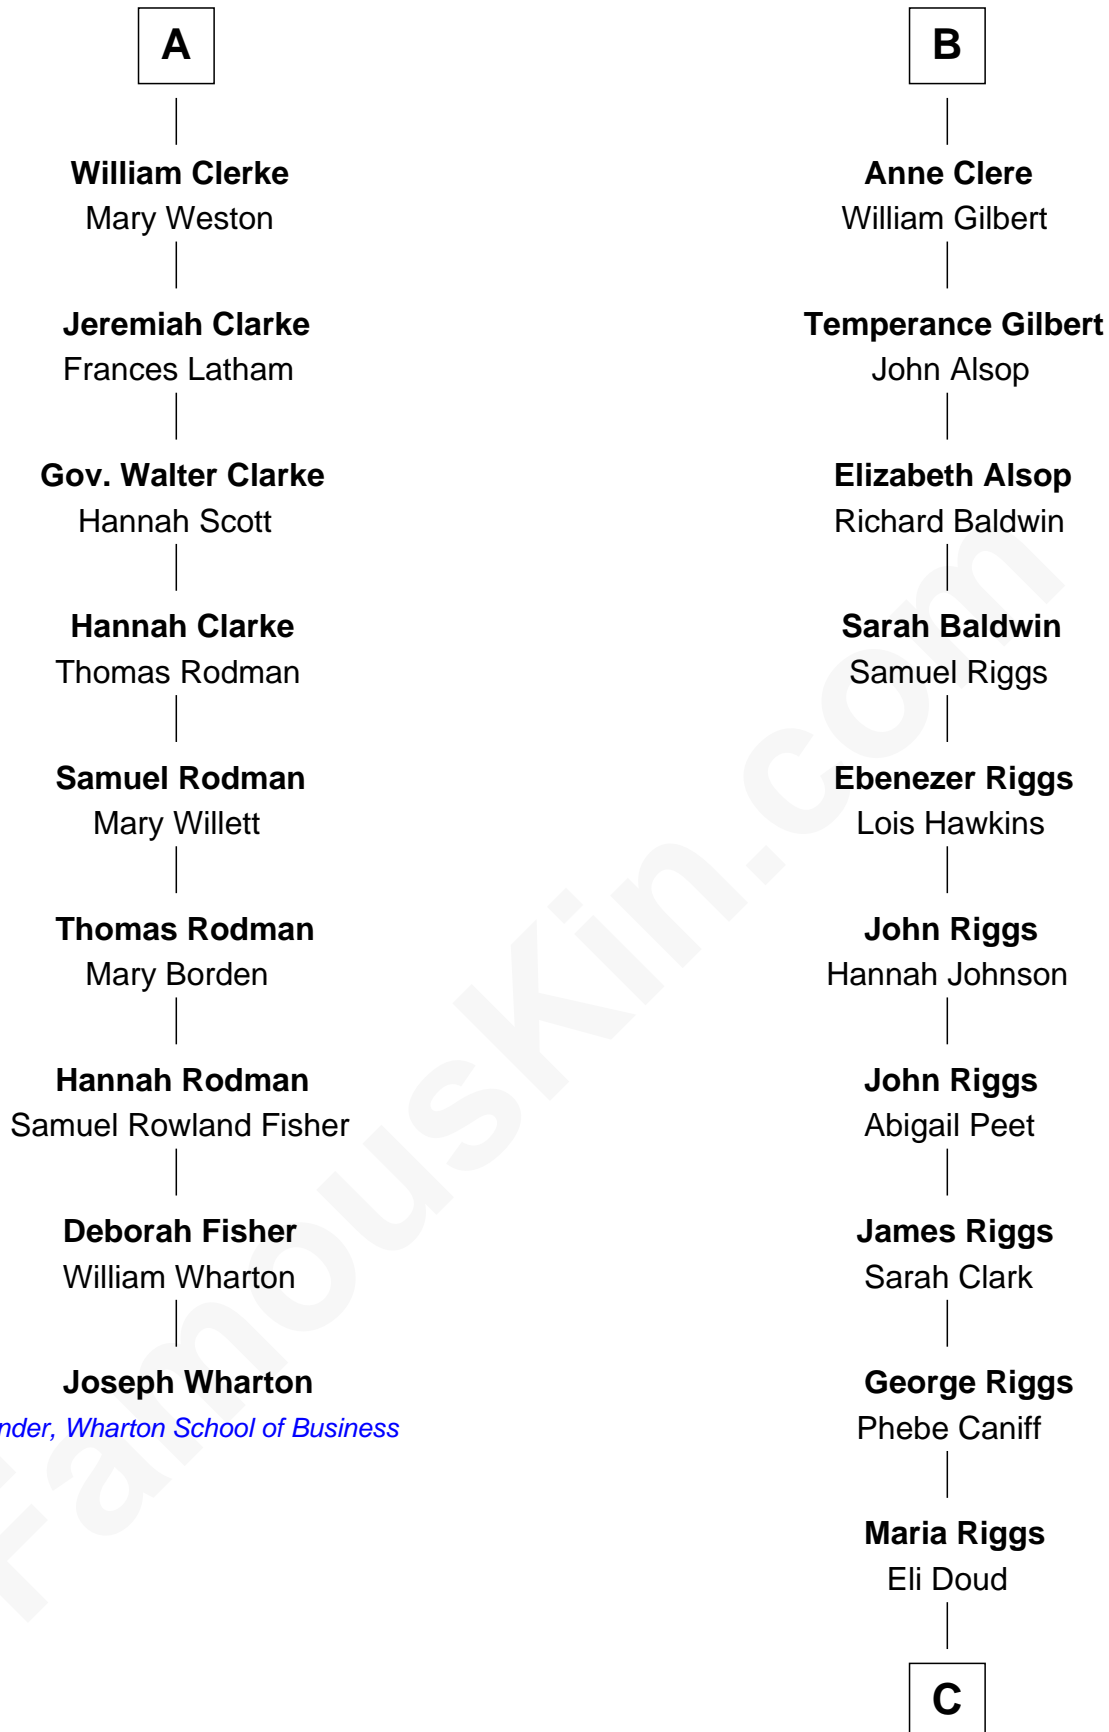 A
William Clerke
Mary Weston
Jeremiah Clarke
Frances Latham
Gov. Walter Clarke
Hannah Scott
Hannah Clarke
Thomas Rodman
Samuel Rodman
Mary Willett
Thomas Rodman
Mary Borden
Hannah Rodman
Samuel Rowland Fisher
Deborah Fisher
William Wharton
Joseph Wharton
nder, Wharton School of Business
B
Anne Clere
William Gilbert
Temperance Gilbert
John Alsop
Elizabeth Alsop
Richard Baldwin
Sarah Baldwin
Samuel Riggs
Ebenezer Riggs
Lois Hawkins
John Riggs
Hannah Johnson
John Riggs
Abigail Peet
James Riggs
Sarah Clark
George Riggs
Phebe Caniff
Maria Riggs
Eli Doud
C
FamousKin.com